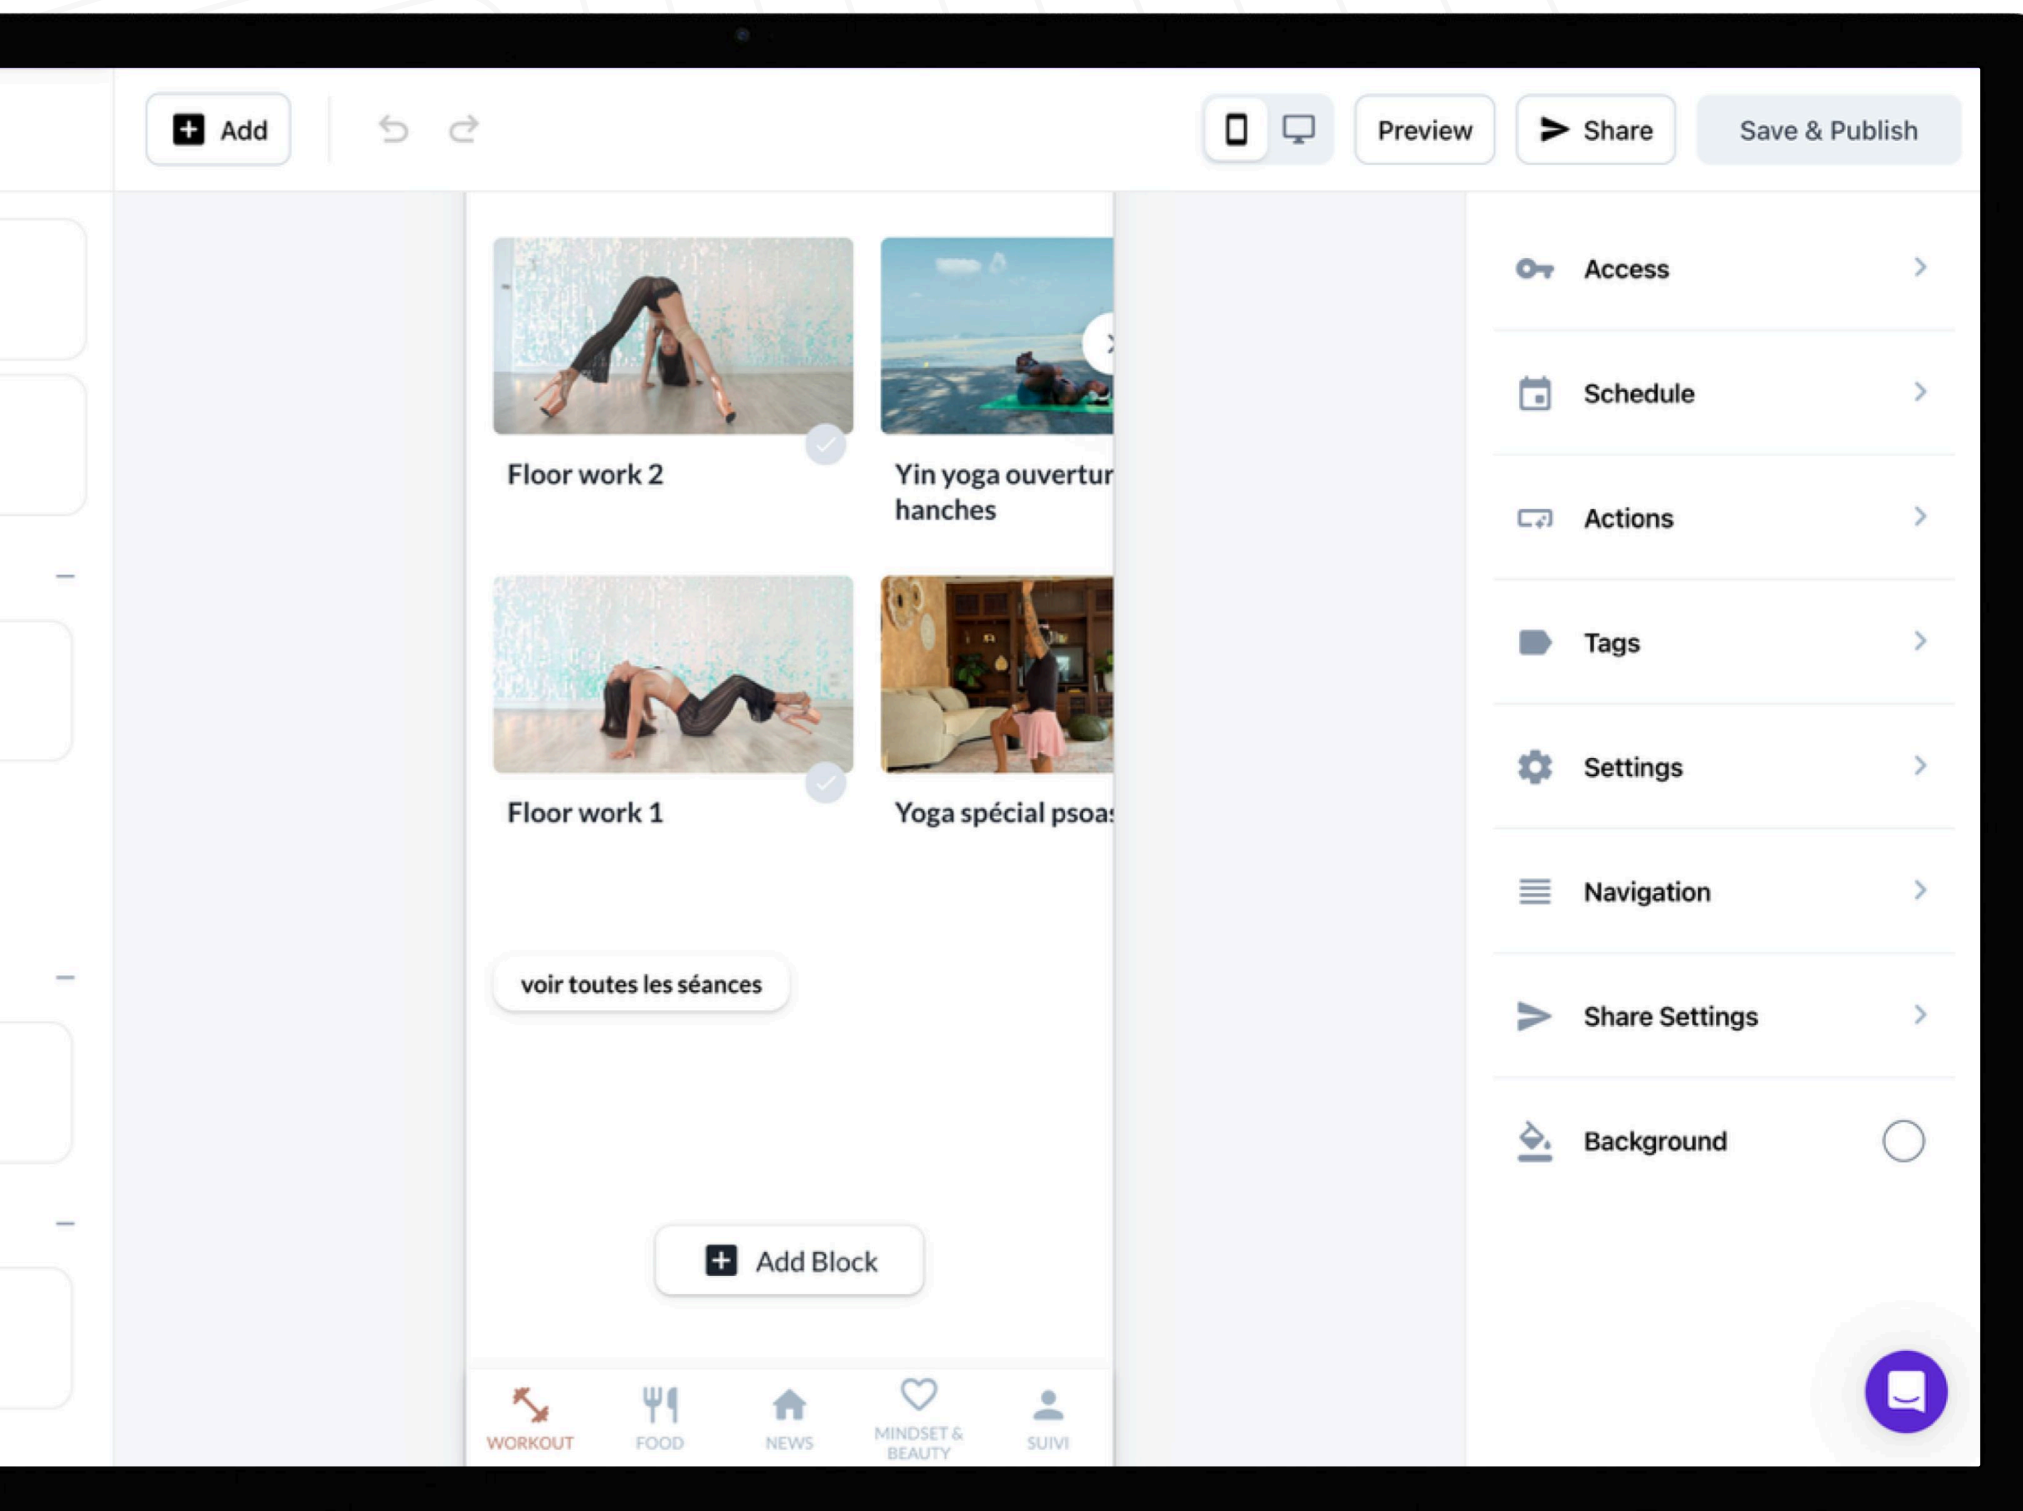 Add
Preview
Share
Save & Publish
Floor work 2
Yin yoga ouvertur
hanches
Floor work 1
Yoga spécial psoas
voir toutes les séances
Add Block
WORKOUT
FOOD
NEWS
MINDSET &
BEAUTY
SUIVI
Access
Schedule
Actions
Tags
Settings
Navigation
Share Settings
Background